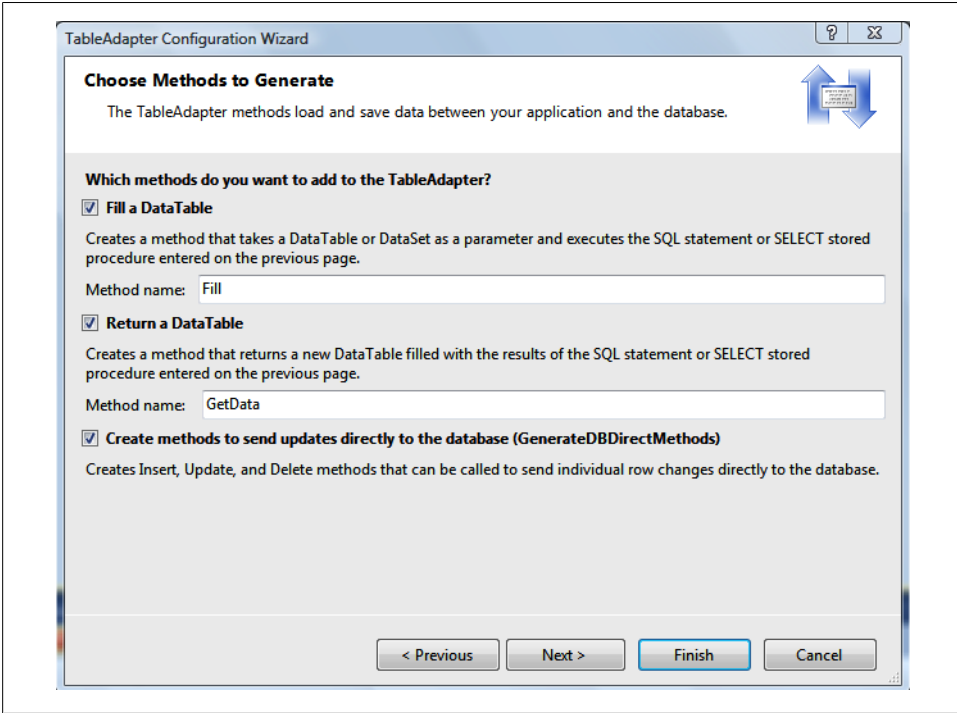 TableAdapter Configuration Wizard
?
Choose Methods to Generate
The TableAdapter methods load and save data between your application and the database.
Which methods do you want to add to the TableAdapter?
Fill a DataTable
Creates a method that takes a DataTable or DataSet as a parameter and executes the SQL statement or SELECT stored
procedure entered on the previous page.
Method name: Fill
Return a DataTable
Creates a method that returns a new DataTable filled with the results of the SQL statement or SELECT stored
procedure entered on the previous page.
Method name: GetData
Create methods to send updates directly to the database (GenerateDBDirectMethods)
Creates Insert, Update, and Delete methods that can be called to send individual row changes directly to the database.
< Previous Next > Finish Cancel